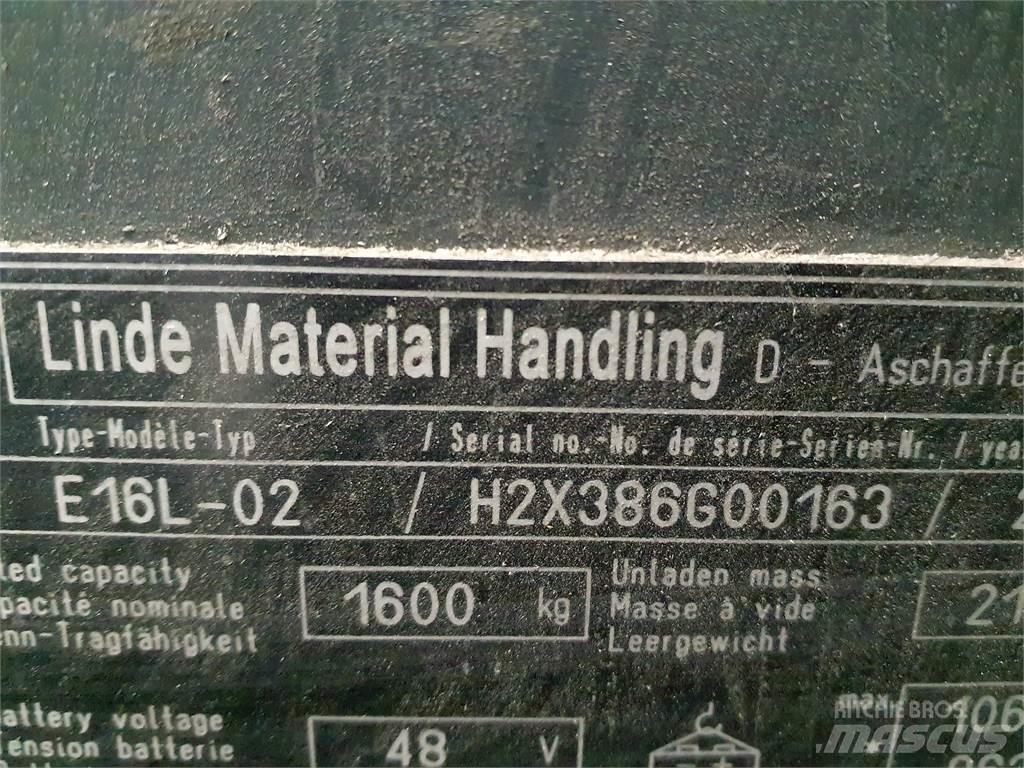 Linde Material Handling D - Aschaffe
Type-Modèle-Typ / Serial no.-No. de série-Serien-Nr. / yea
E16L-02 / H2X386G00163 / 2
ted capacity
pacité nominale
enn-Tragfähigkeit
1600 kg
Unladen mass
Masse à vide
Leergewicht
21
attery voltage
ension batterie
48 V
max.
106
RITCHIE BROS.
MASCUS